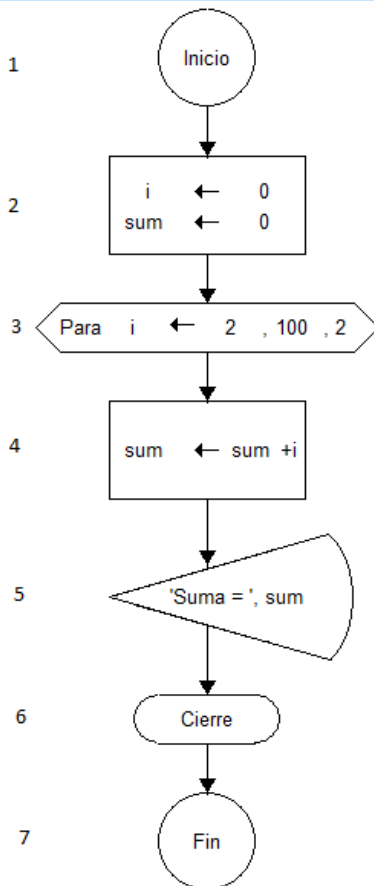 1 Inicio
2
i ← 0
sum ← 0
3 Para i ← 2 , 100 , 2
4 sum ← sum +i
5 'Suma = ', sum
6 Cierre
7 Fin